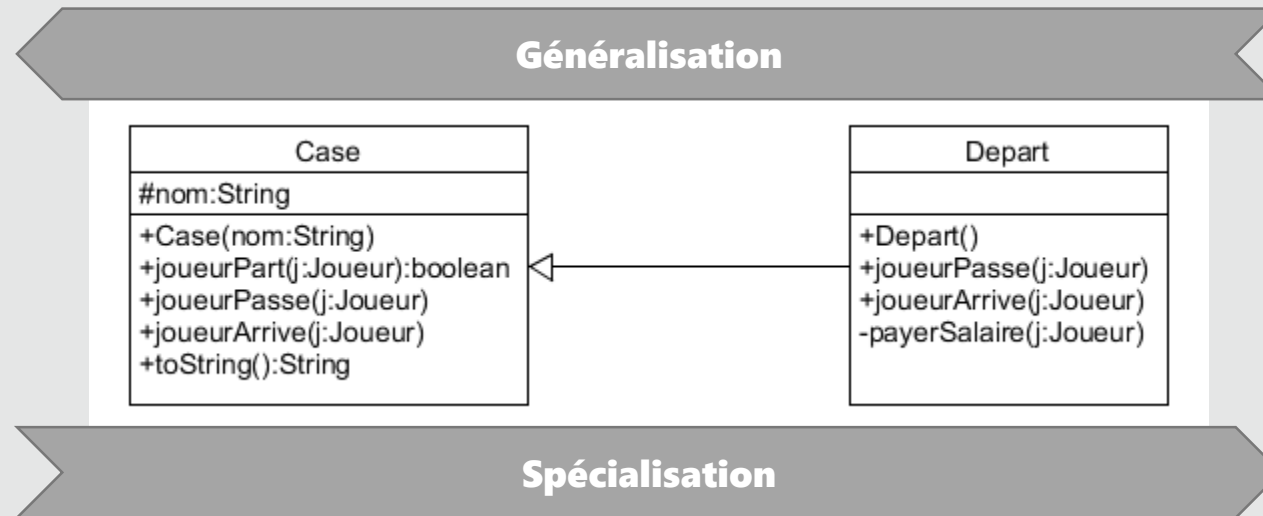 Généralisation
Case
#nom:String
+Case(nom:String)
+joueurPart(j:Joueur):boolean
+joueurPasse(j:Joueur)
+joueurArrive(j:Joueur)
+toString():String
Depart
+Depart()
+joueurPasse(j:Joueur)
+joueurArrive(j:Joueur)
-payerSalaire(j:Joueur)
Spécialisation